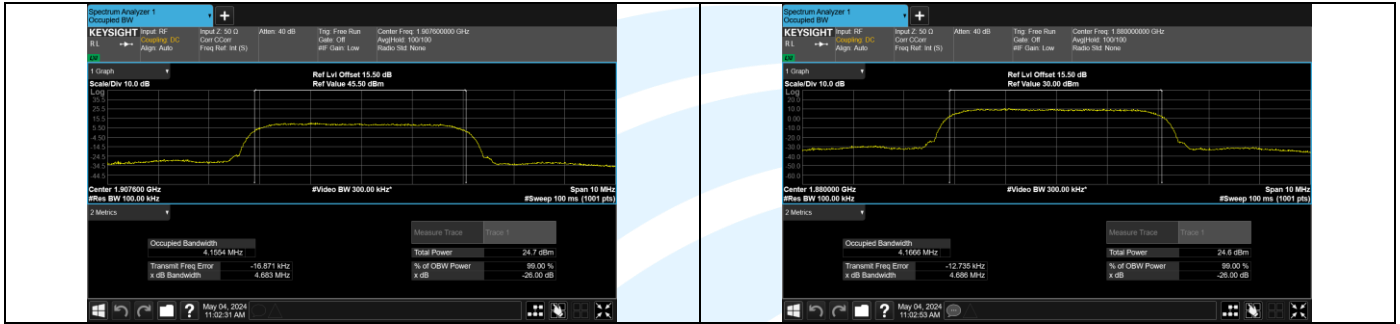 Spectrum Analyzer 1
Occupied BW
+
KEYSIGHT
RL
Input: RF
Coupling: DC
Align: Auto
Input Z: 50 Ω
Corr CCorr
Freq Ref: Int (S)
Atten: 40 dB
Trig: Free Run
Gate: Off
#IF Gain: Low
Center Freq: 1.907600000 GHz
Avg|Hold: 100/100
Radio Std: None
1 Graph
Scale/Div 10.0 dB
Ref Lvl Offset 15.50 dB
Ref Value 45.50 dBm
Log
35.5
25.5
15.5
5.50
-4.50
-14.5
-24.5
-34.5
-44.5
Center 1.907600 GHz
#Res BW 100.00 kHz
#Video BW 300.00 kHz*
Span 10 MHz
#Sweep 100 ms (1001 pts)
2 Metrics
Measure Trace Trace 1
Occupied Bandwidth
4.1554 MHz
Total Power 24.7 dBm
Transmit Freq Error -16.871 kHz
x dB Bandwidth 4.683 MHz
% of OBW Power 99.00 %
x dB -26.00 dB
?
May 04, 2024
11:02:31 AM
Spectrum Analyzer 1
Occupied BW
+
KEYSIGHT
RL
Input: RF
Coupling: DC
Align: Auto
Input Z: 50 Ω
Corr CCorr
Freq Ref: Int (S)
Atten: 40 dB
Trig: Free Run
Gate: Off
#IF Gain: Low
Center Freq: 1.880000000 GHz
Avg|Hold: 100/100
Radio Std: None
1 Graph
Scale/Div 10.0 dB
Ref Lvl Offset 15.50 dB
Ref Value 30.00 dBm
Log
20.0
10.0
0.00
-10.0
-20.0
-30.0
-40.0
-50.0
-60.0
Center 1.880000 GHz
#Res BW 100.00 kHz
#Video BW 300.00 kHz*
Span 10 MHz
#Sweep 100 ms (1001 pts)
2 Metrics
Measure Trace Trace 1
Occupied Bandwidth
4.1666 MHz
Total Power 24.6 dBm
Transmit Freq Error -12.735 kHz
x dB Bandwidth 4.686 MHz
% of OBW Power 99.00 %
x dB -26.00 dB
?
May 04, 2024
11:02:53 AM